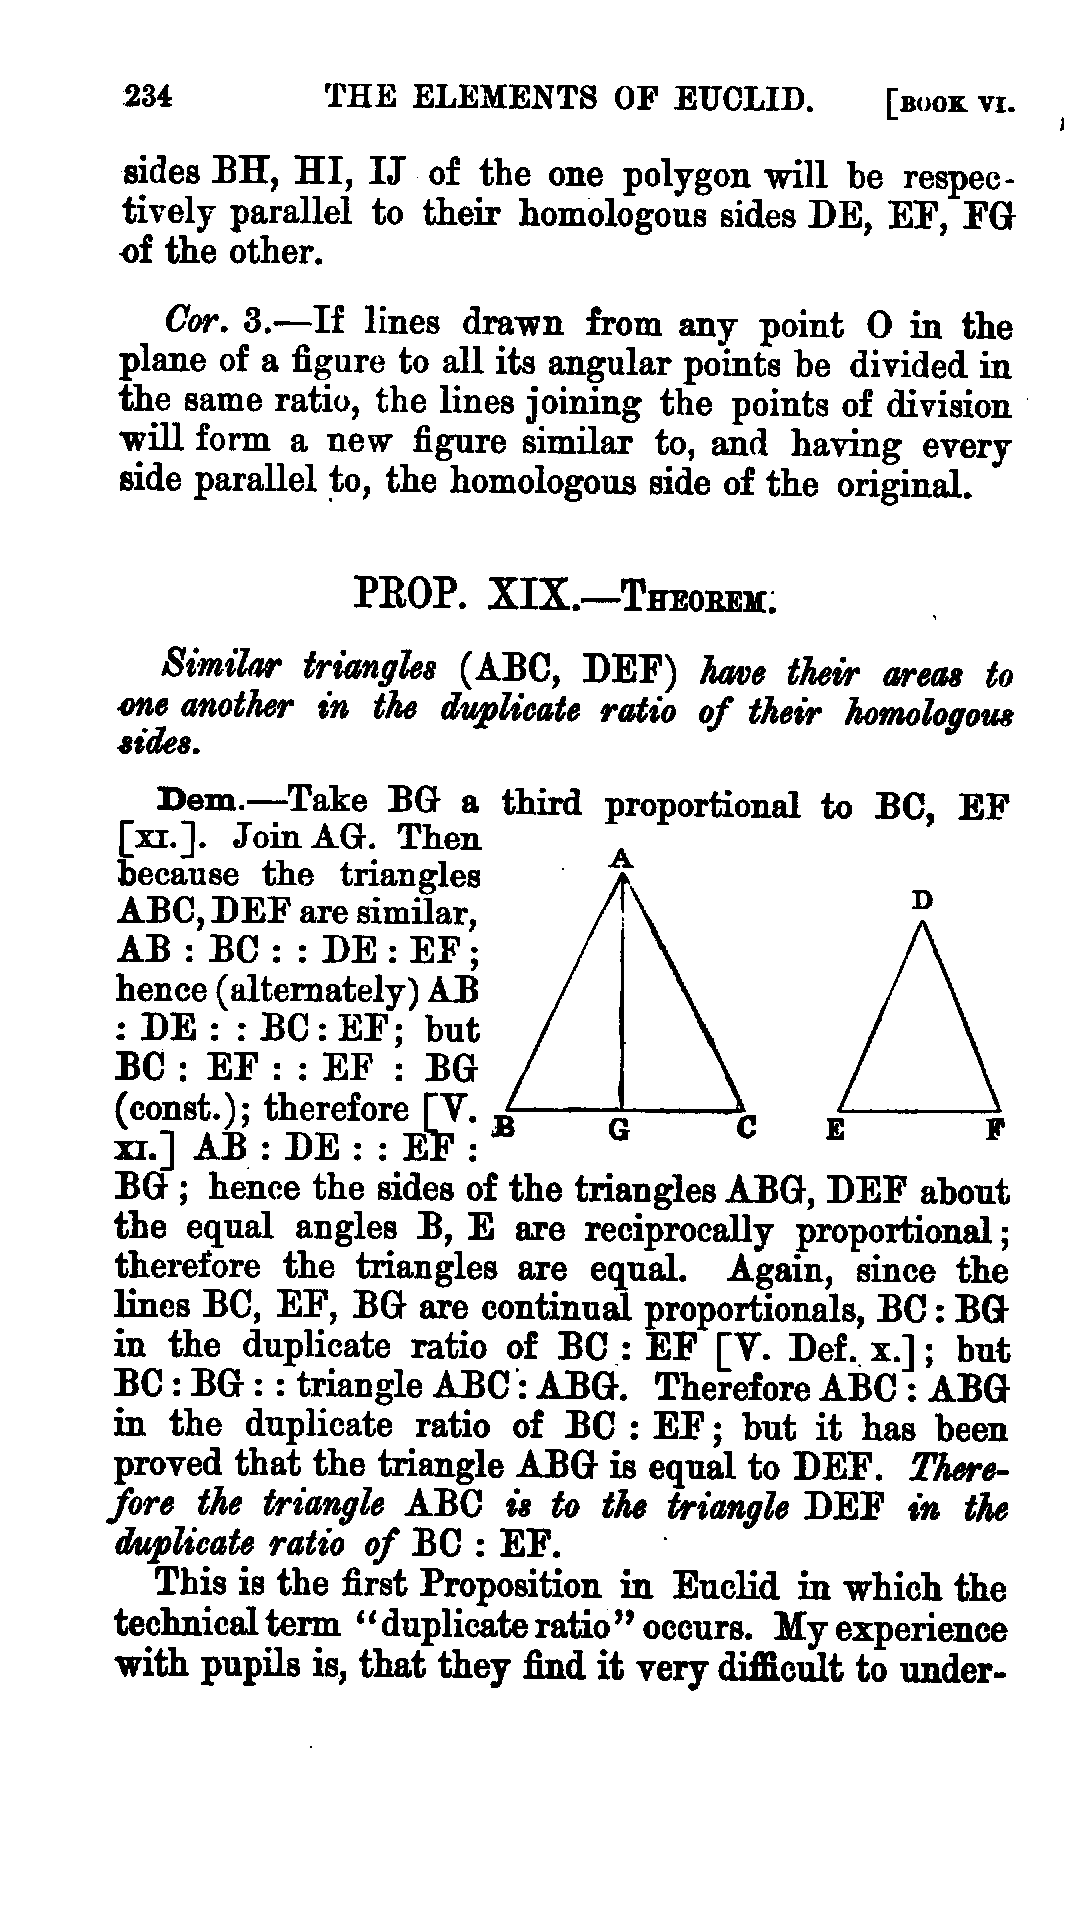 234 THE ELEMENTS OF EUCLID. [BOOK VI.
sides BH, HI, IJ of the one polygon will be respec-
tively parallel to their homologous sides DE, EF, FG
of the other.
Cor. 3.—If lines drawn from any point O in the
plane of a figure to all its angular points be divided in
the same ratio, the lines joining the points of division
will form a new figure similar to, and having every
side parallel to, the homologous side of the original.
PROP. XIX.—THEOREM.
Similar triangles (ABC, DEF) have their areas to
one another in the duplicate ratio of their homologous
sides.
Dem.—Take BG a third proportional to BC, EF
[XI.]. Join AG. Then
because the triangles
ABC, DEF are similar,
AB : BC : : DE : EF;
hence (alternately) AB
: DE : : BC : EF; but
BC : EF : : EF : BG
(const.); therefore [V.
XI.] AB : DE : : EF :
A
D
B G C E F
BG; hence the sides of the triangles ABG, DEF about
the equal angles B, E are reciprocally proportional;
therefore the triangles are equal. Again, since the
lines BC, EF, BG are continual proportionals, BC : BG
in the duplicate ratio of BC : EF [V. Def. X.]; but
BC : BG : : triangle ABC : ABG. Therefore ABC : ABG
in the duplicate ratio of BC : EF; but it has been
proved that the triangle ABG is equal to DEF. There-
fore the triangle ABC is to the triangle DEF in the
duplicate ratio of BC : EF.
This is the first Proposition in Euclid in which the
technical term “duplicate ratio” occurs. My experience
with pupils is, that they find it very difficult to under-